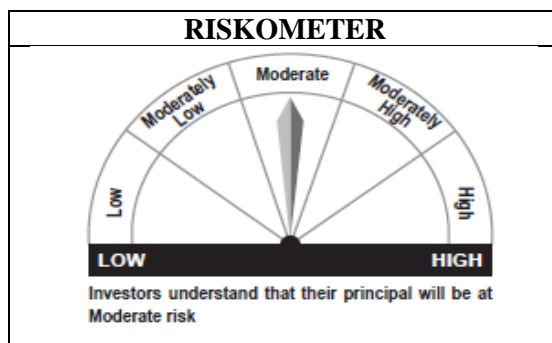 RISKOMETER
Moderate
Moderately
Low
Moderately
High
Low
High
LOW HIGH
Investors understand that their principal will be at
Moderate risk